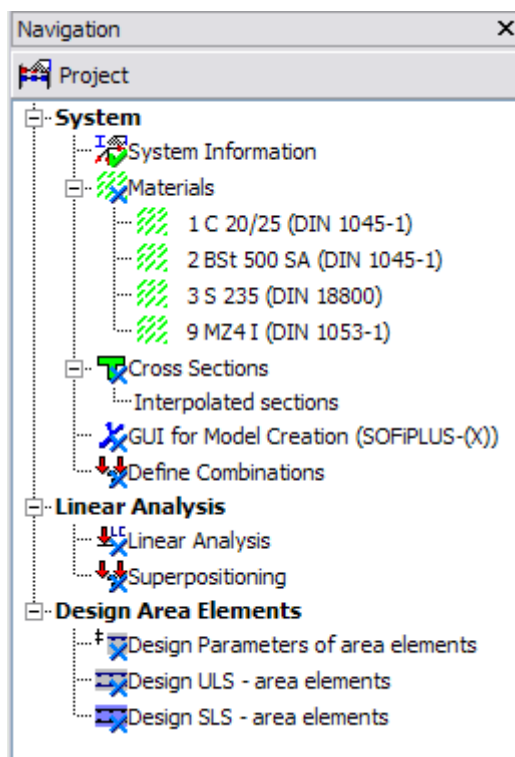 Navigation
Project
System
System Information
Materials
1 C 20/25 (DIN 1045-1)
2 BSt 500 SA (DIN 1045-1)
3 S 235 (DIN 18800)
9 MZ4 I (DIN 1053-1)
Cross Sections
Interpolated sections
GUI for Model Creation (SOFiPLUS-(X))
Define Combinations
Linear Analysis
Linear Analysis
Superpositioning
Design Area Elements
Design Parameters of area elements
Design ULS - area elements
Design SLS - area elements